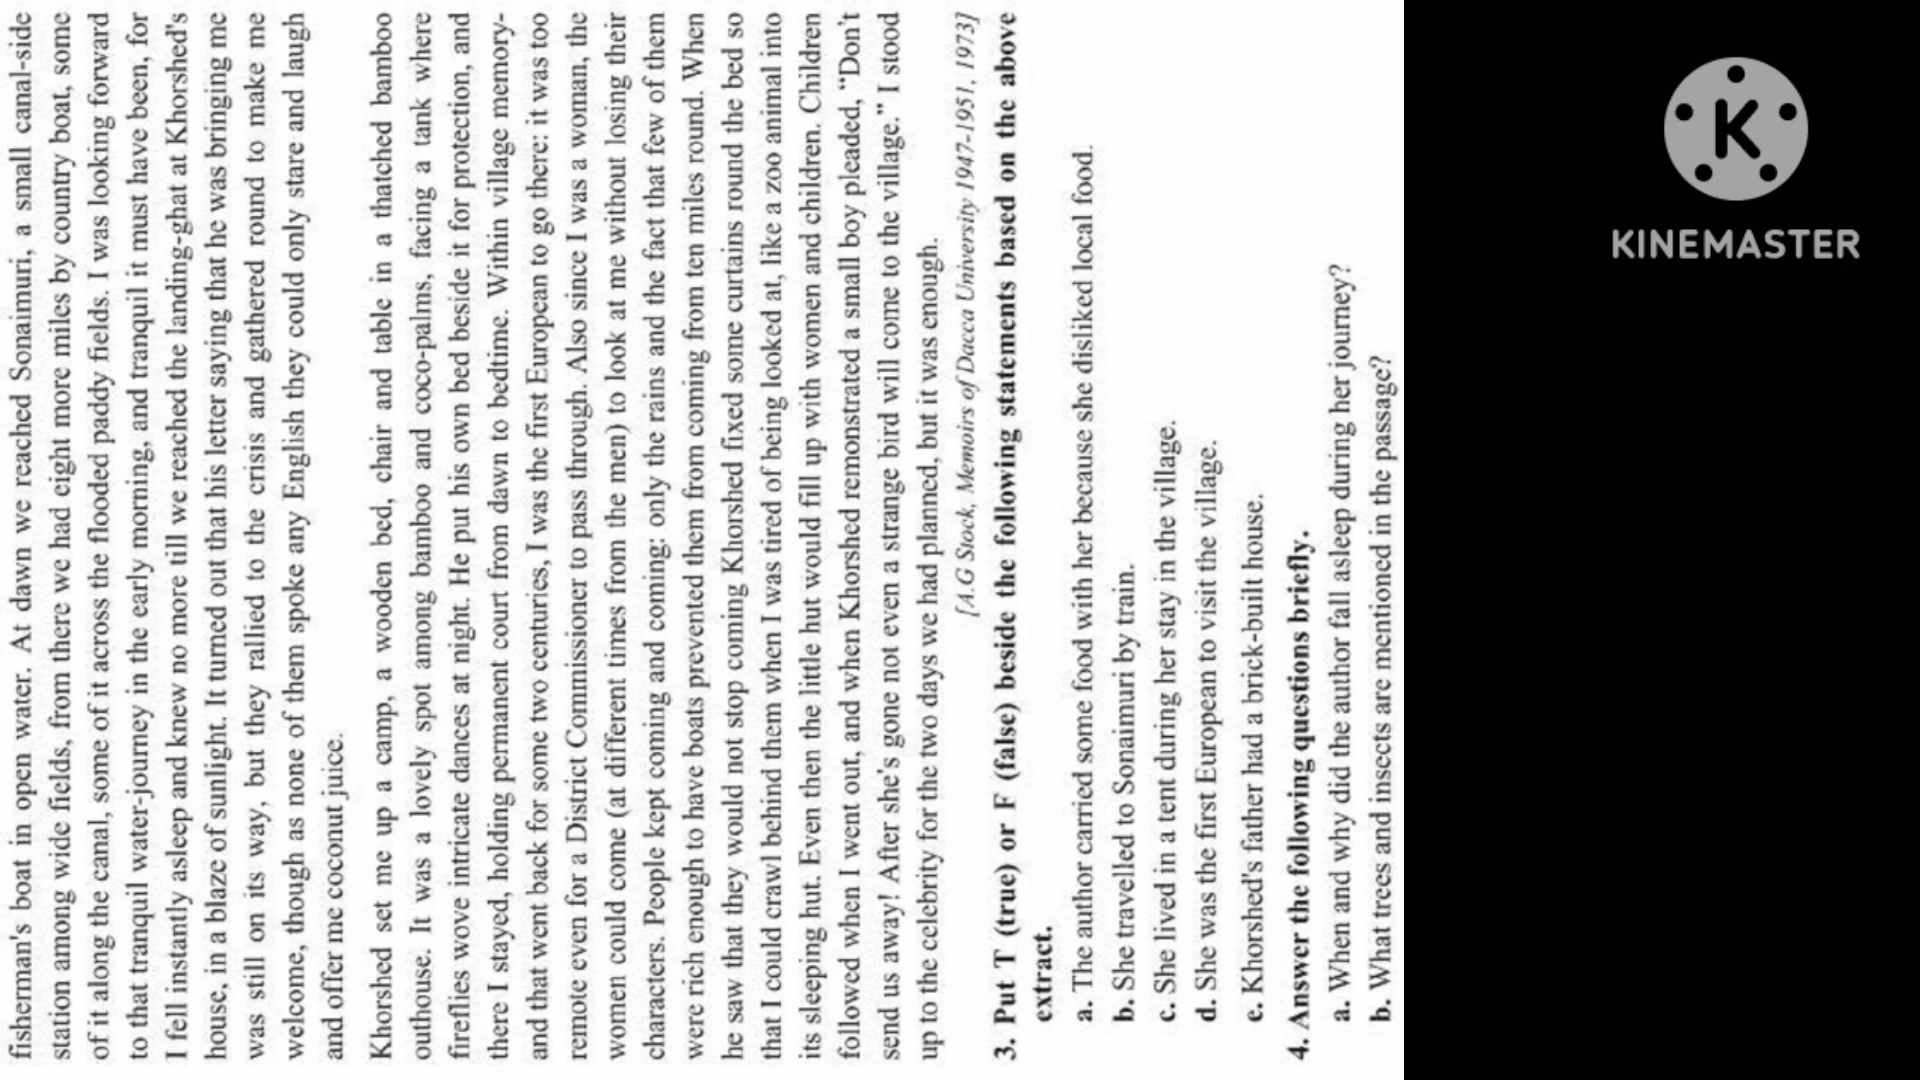 fisherman's boat in open water. At dawn we reached Sonaimuri, a small canal-side
station among wide fields, from there we had eight more miles by country boat, some
of it along the canal, some of it across the flooded paddy fields. I was looking forward
to that tranquil water-journey in the early morning, and tranquil it must have been, for
I fell instantly asleep and knew no more till we reached the landing-ghat at Khorshed's
house, in a blaze of sunlight. It turned out that his letter saying that he was bringing me
was still on its way, but they rallied to the crisis and gathered round to make me
welcome, though as none of them spoke any English they could only stare and laugh
and offer me coconut juice.
Khorshed set me up a camp, a wooden bed, chair and table in a thatched bamboo
outhouse. It was a lovely spot among bamboo and coco-palms, facing a tank where
fireflies wove intricate dances at night. He put his own bed beside it for protection, and
there I stayed, holding permanent court from dawn to bedtime. Within village memory-
and that went back for some two centuries, I was the first European to go there: it was too
remote even for a District Commissioner to pass through. Also since I was a woman, the
women could come (at different times from the men) to look at me without losing their
characters. People kept coming and coming: only the rains and the fact that few of them
were rich enough to have boats prevented them from coming from ten miles round. When
he saw that they would not stop coming Khorshed fixed some curtains round the bed so
that I could crawl behind them when I was tired of being looked at, like a zoo animal into
its sleeping hut. Even then the little hut would fill up with women and children. Children
followed when I went out, and when Khorshed remonstrated a small boy pleaded, “Don't
send us away! After she's gone not even a strange bird will come to the village.” I stood
up to the celebrity for the two days we had planned, but it was enough.
[A.G Stock, Memoirs of Dacca University 1947-1951, 1973]
3. Put T (true) or F (false) beside the following statements based on the above
extract.
a. The author carried some food with her because she disliked local food.
b. She travelled to Sonaimuri by train.
c. She lived in a tent during her stay in the village.
d. She was the first European to visit the village.
e. Khorshed's father had a brick-built house.
4. Answer the following questions briefly.
a. When and why did the author fall asleep during her journey?
b. What trees and insects are mentioned in the passage?
K
KINEMASTER